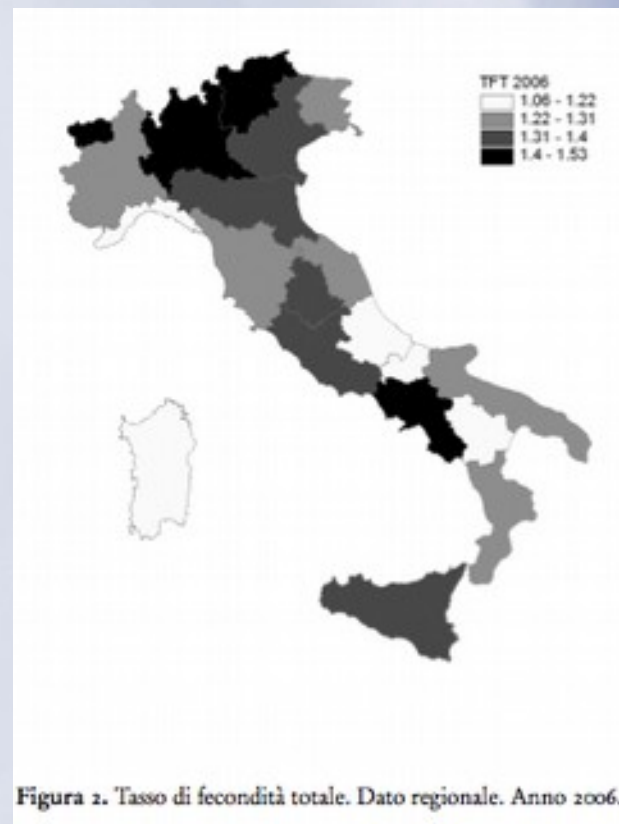 TFT 2006
1.06 - 1.22
1.22 - 1.31
1.31 - 1.4
1.4 - 1.53
Figura 2. Tasso di fecondità totale. Dato regionale. Anno 2006.